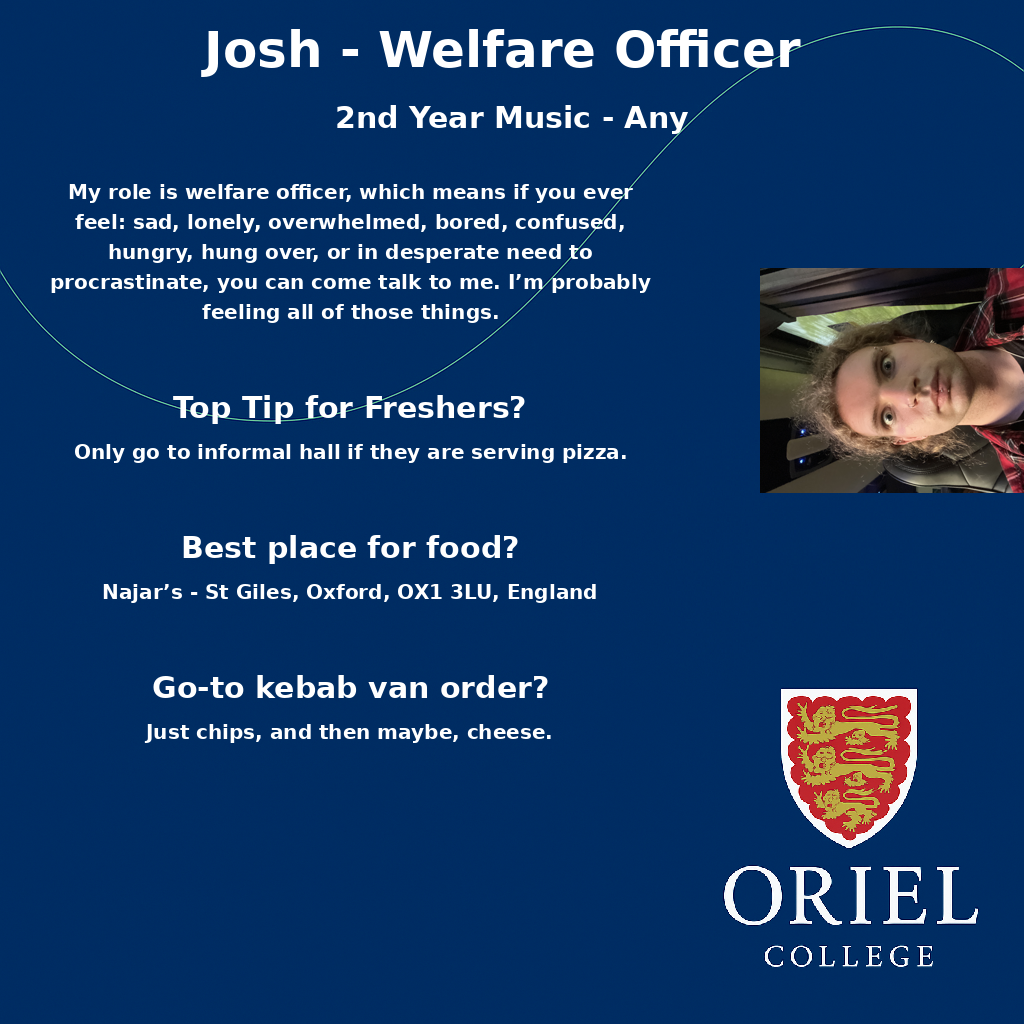 Josh - Welfare Officer
2nd Year Music - Any
My role is welfare officer, which means if you ever
feel: sad, lonely, overwhelmed, bored, confused,
hungry, hung over, or in desperate need to
procrastinate, you can come talk to me. I’m probably
feeling all of those things.
Top Tip for Freshers?
Only go to informal hall if they are serving pizza.
Best place for food?
Najar’s - St Giles, Oxford, OX1 3LU, England
Go-to kebab van order?
Just chips, and then maybe, cheese.
ORIEL
COLLEGE